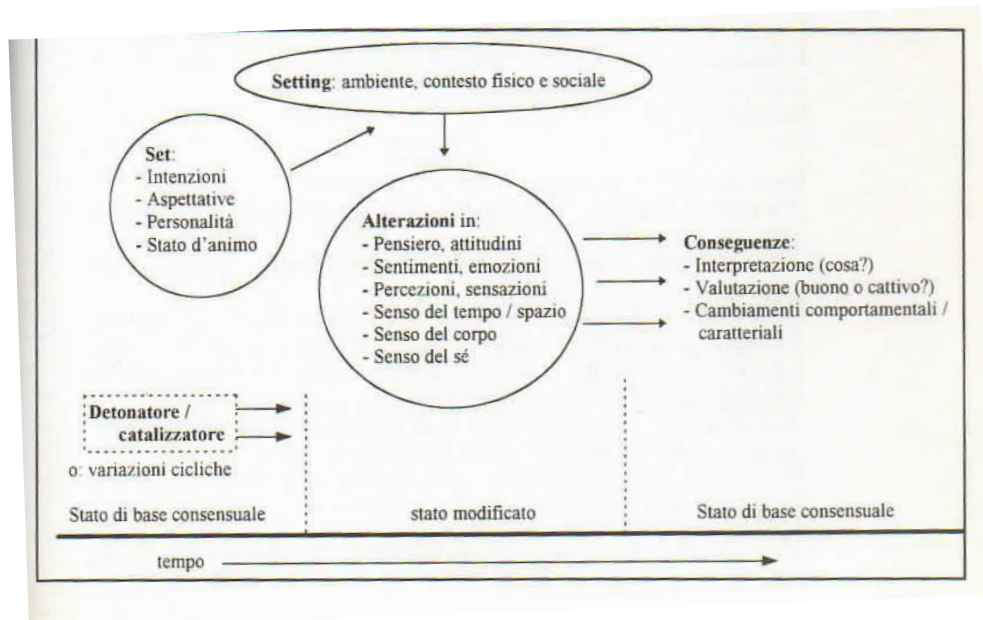 Setting: ambiente, contesto fisico e sociale
Set:
- Intenzioni
- Aspettative
- Personalità
- Stato d'animo
Alterazioni in:
- Pensiero, attitudini
- Sentimenti, emozioni
- Percezioni, sensazioni
- Senso del tempo / spazio
- Senso del corpo
- Senso del sé
Conseguenze:
- Interpretazione (cosa?)
- Valutazione (buono o cattivo?)
- Cambiamenti comportamentali /
caratteriali
Detonatore /
catalizzatore
o: variazioni cicliche
Stato di base consensuale
stato modificato
Stato di base consensuale
tempo